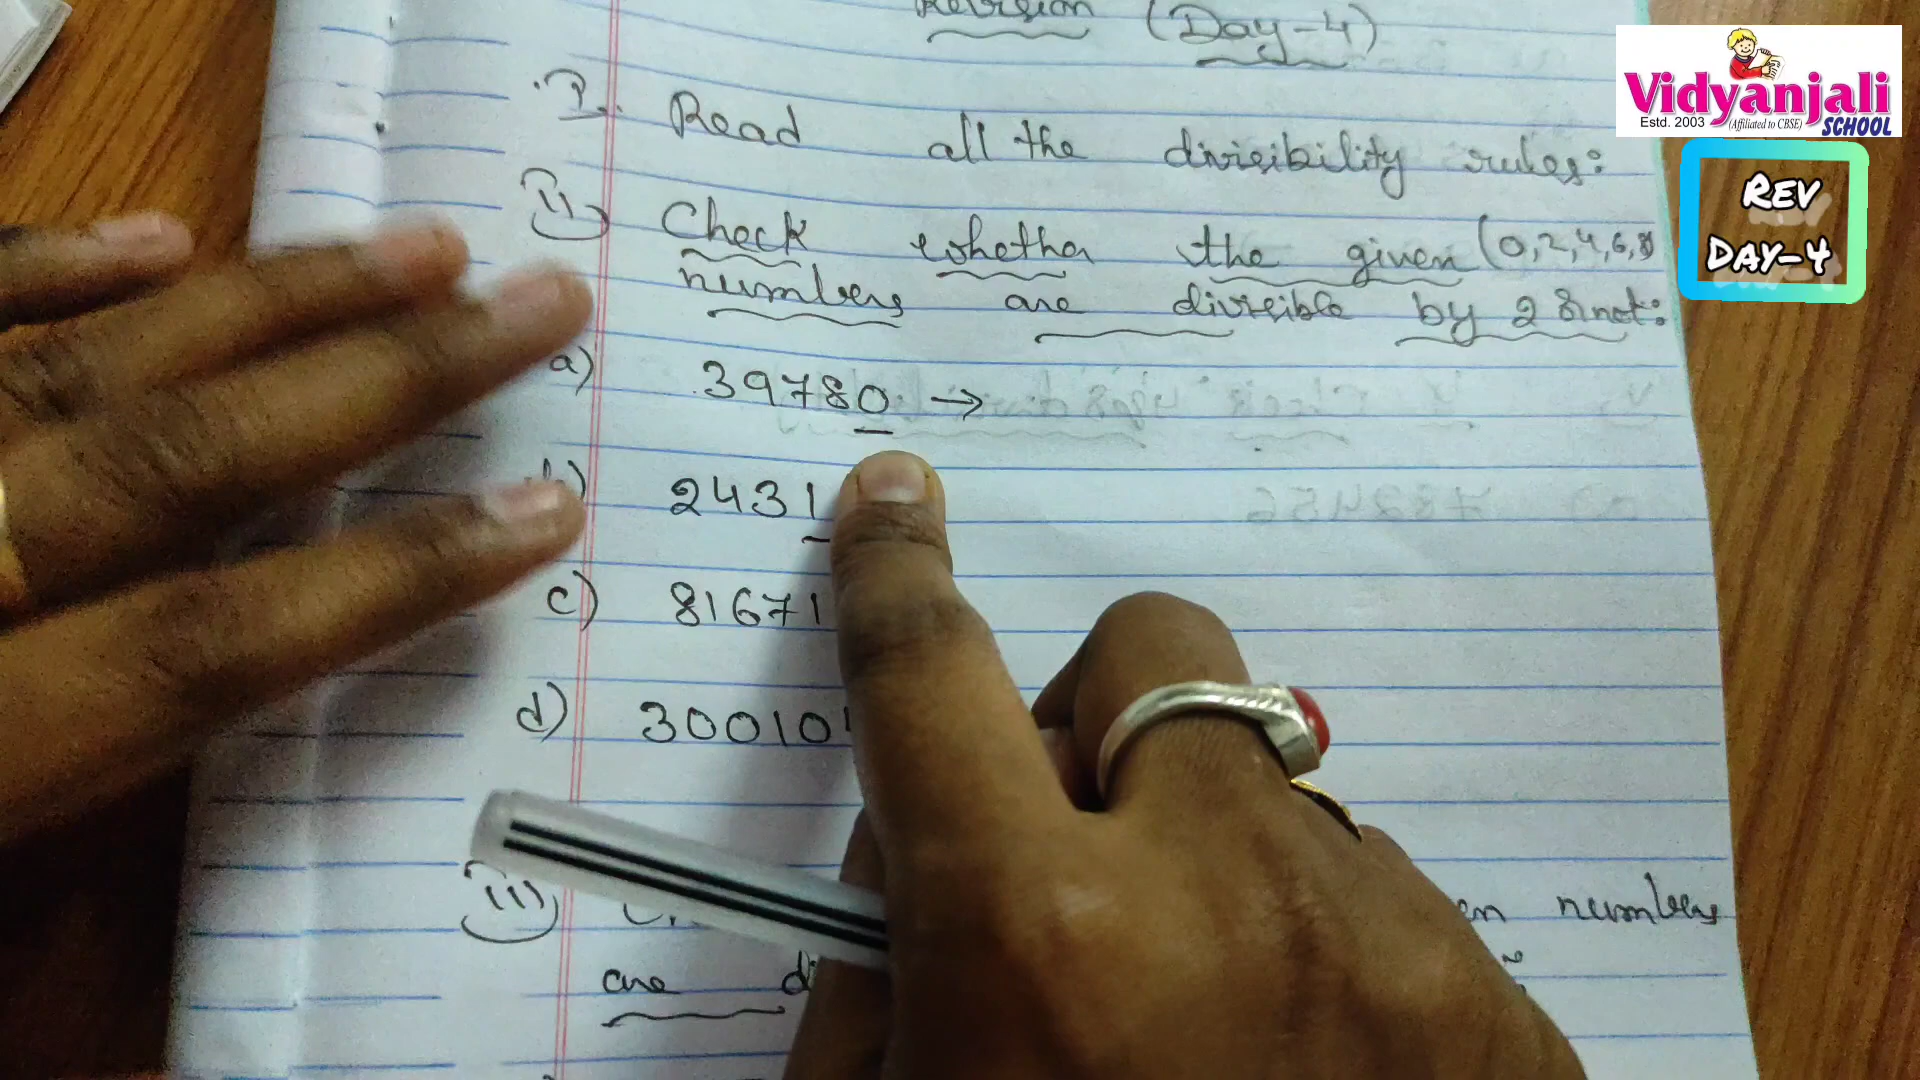 Revision (Day-4)
I. Read all the divisibility rules:
II) Check whether the given (0,2,4,6,8)
numbers are divisible by 2 or not:
a) 39780 →
b) 2431
c) 81671
d) 30010
III)
en numbers
are
Vidyanjali
Estd. 2003 (Affiliated to CBSE) SCHOOL
REV
DAY-4